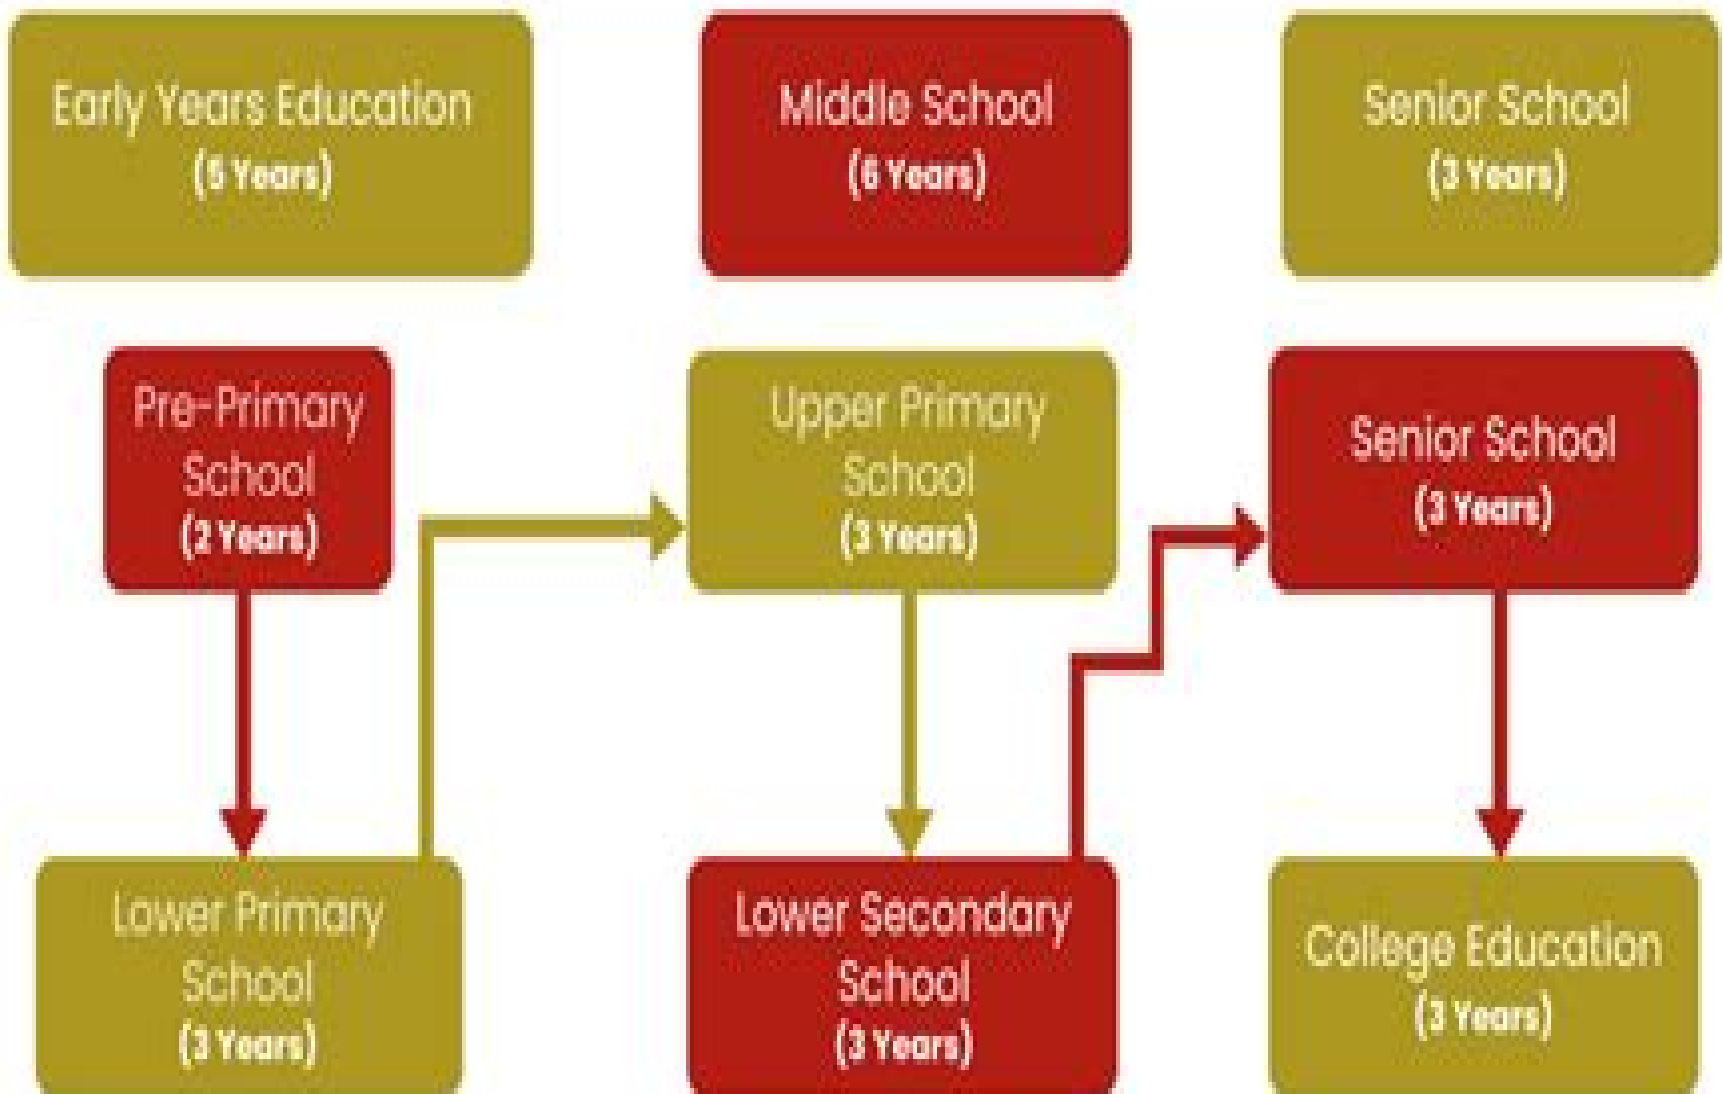 Early Years Education
(5 Years)
Middle School
(6 Years)
Senior School
(3 Years)
Pre-Primary
School
(2 Years)
Upper Primary
School
(3 Years)
Senior School
(3 Years)
Lower Primary
School
(3 Years)
Lower Secondary
School
(3 Years)
College Education
(3 Years)